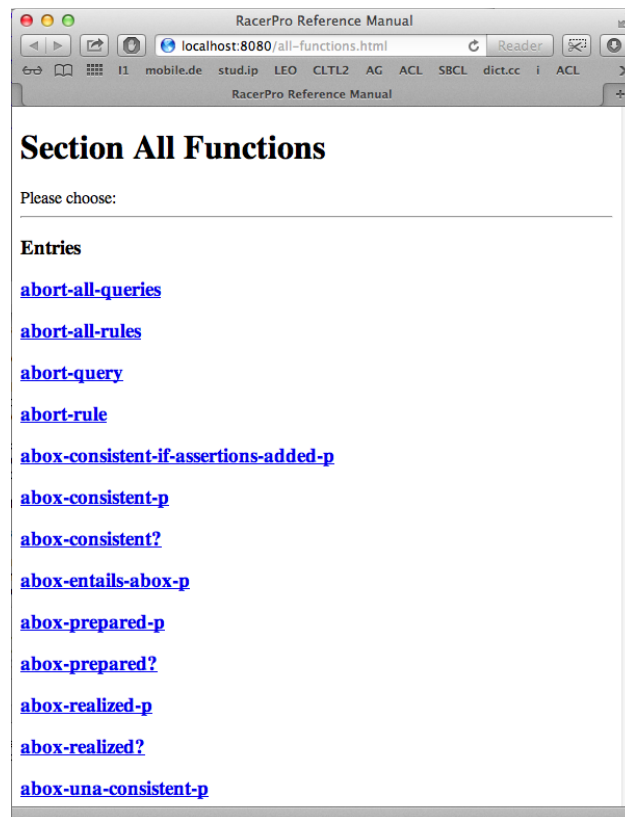 RacerPro Reference Manual
localhost:8080/all-functions.html
Reader
I1 mobile.de stud.ip LEO CLTL2 AG ACL SBCL dict.cc i ACL
RacerPro Reference Manual
Section All Functions
Please choose:
Entries
abort-all-queries
abort-all-rules
abort-query
abort-rule
abox-consistent-if-assertions-added-p
abox-consistent-p
abox-consistent?
abox-entails-abox-p
abox-prepared-p
abox-prepared?
abox-realized-p
abox-realized?
abox-una-consistent-p